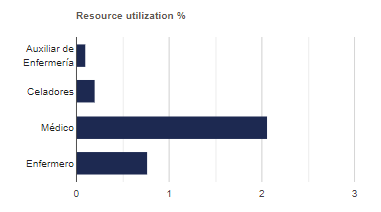 Resource utilization %
Auxiliar de
Enfermería
Celadores
Médico
Enfermero
0 1 2 3